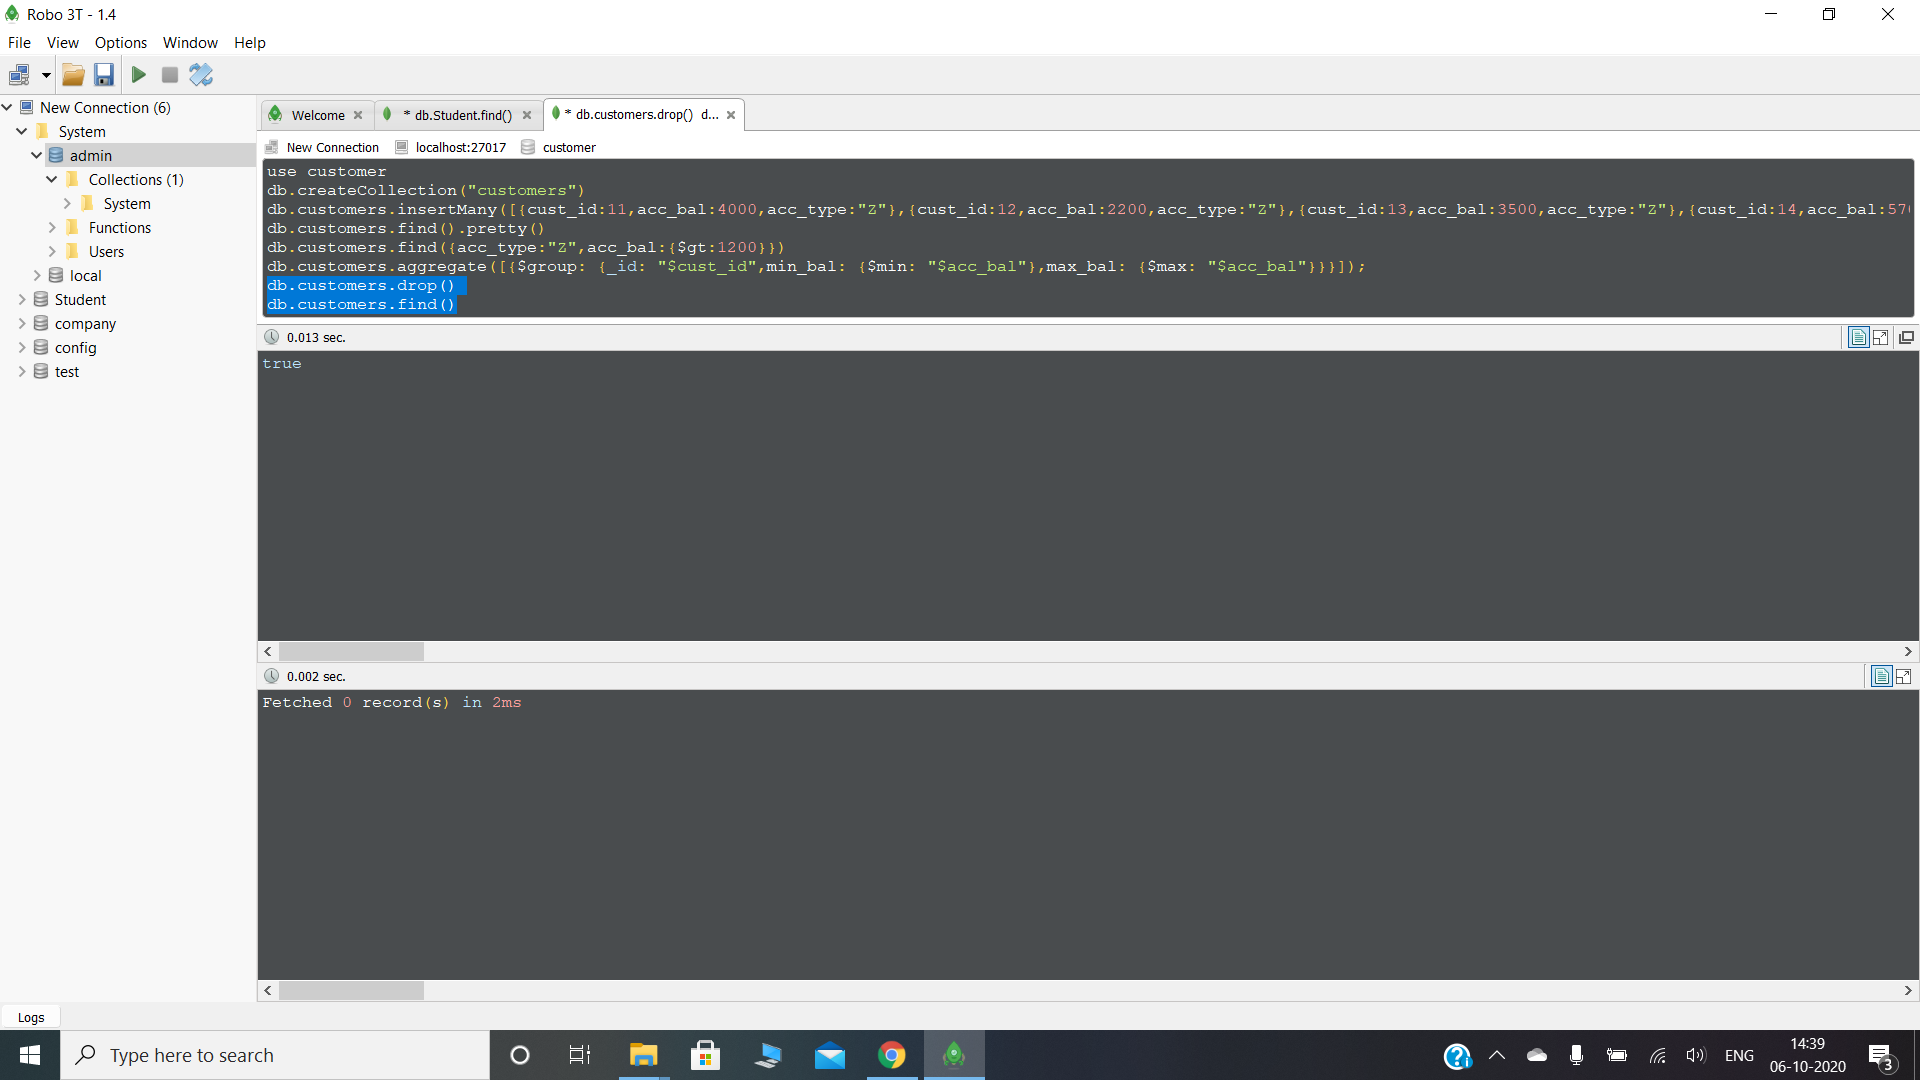 Robo 3T - 1.4
File View Options Window Help
New Connection (6)
System
admin
Collections (1)
System
Functions
Users
local
Student
company
config
test
Welcome
* db.Student.find()
* db.customers.drop() d...
New Connection localhost:27017 customer
use customer
db.createCollection("customers")
db.customers.insertMany([{cust_id:11,acc_bal:4000,acc_type:"Z"},{cust_id:12,acc_bal:2200,acc_type:"Z"},{cust_id:13,acc_bal:3500,acc_type:"Z"},{cust_id:14,acc_bal:570
db.customers.find().pretty()
db.customers.find({acc_type:"Z",acc_bal:{$gt:1200}})
db.customers.aggregate([{$group: {_id: "$cust_id",min_bal: {$min: "$acc_bal"},max_bal: {$max: "$acc_bal"}}}]);
db.customers.drop()
db.customers.find()
0.013 sec.
true
0.002 sec.
Fetched 0 record(s) in 2ms
Logs
Type here to search
ENG
14:39
06-10-2020
3